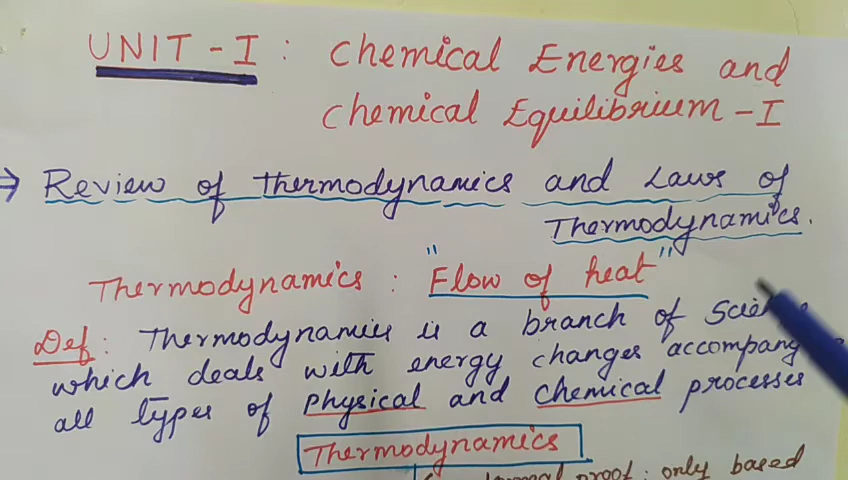 UNIT - I : Chemical Energies and
Chemical Equilibrium - I
⇒ Review of Thermodynamics and Laws of
Thermodynamics.
Thermodynamics : "Flow of heat"
Def : Thermodynamics is a branch of
which deals with energy changes
all types of physical and chemical processes
Thermodynamics
proof : only based